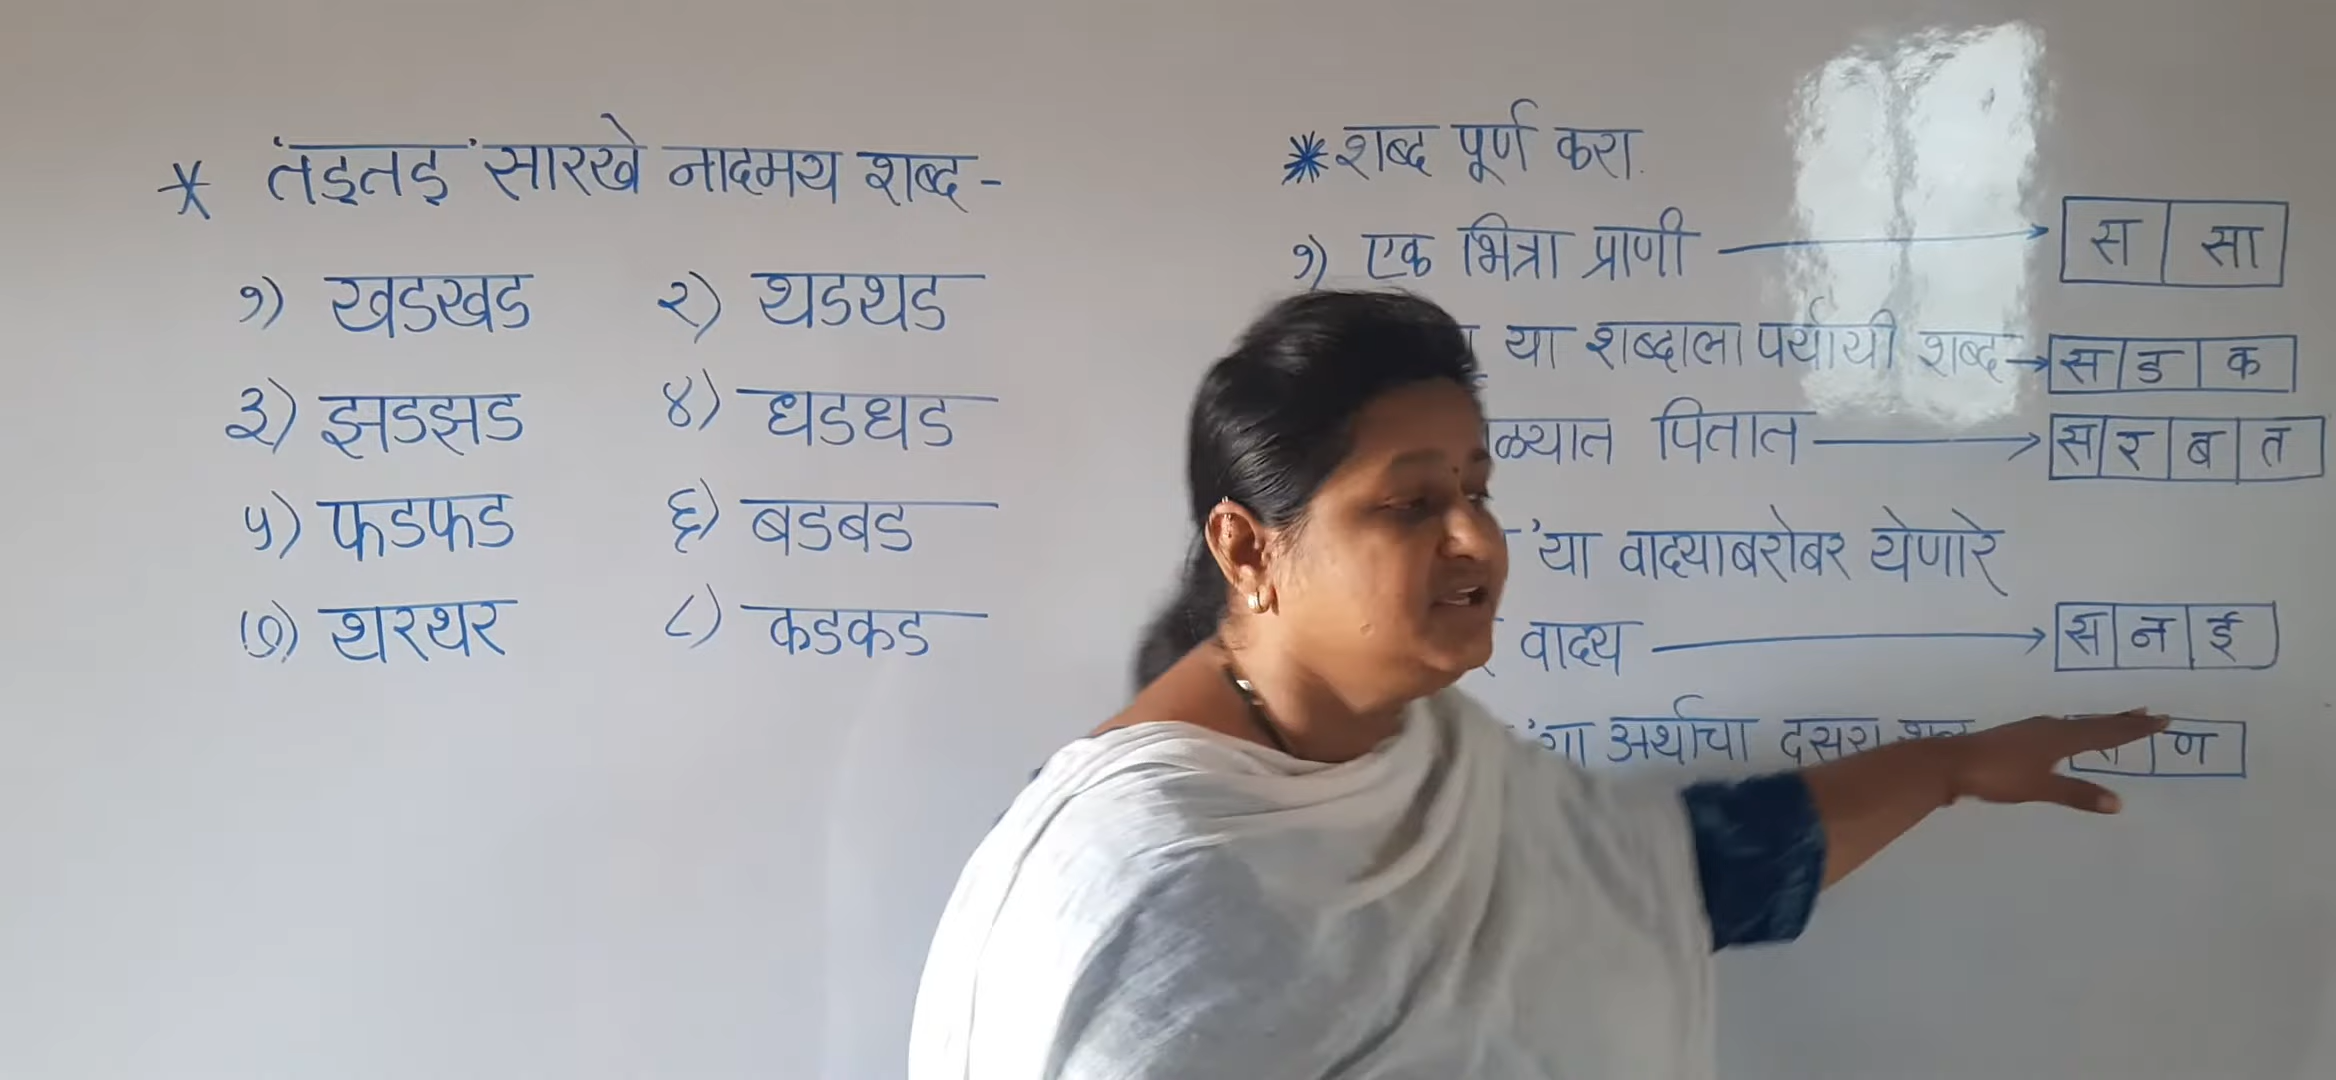 * 'तडतड' सारखे नादमय शब्द -
१) खडखड २) थडथड
३) झडझड ४) धडधड
५) फडफड ६) बडबड
७) थरथर ८) कडकड
* शब्द पूर्ण करा.
१) एक भित्रा प्राणी → स सा
या शब्दाला पर्यायी शब्द → स ड क
पितात → स र ब त
' या वाद्याबरोबर येणारे
वाद्य → स न ई
' या अर्थाचा दुसरा ण